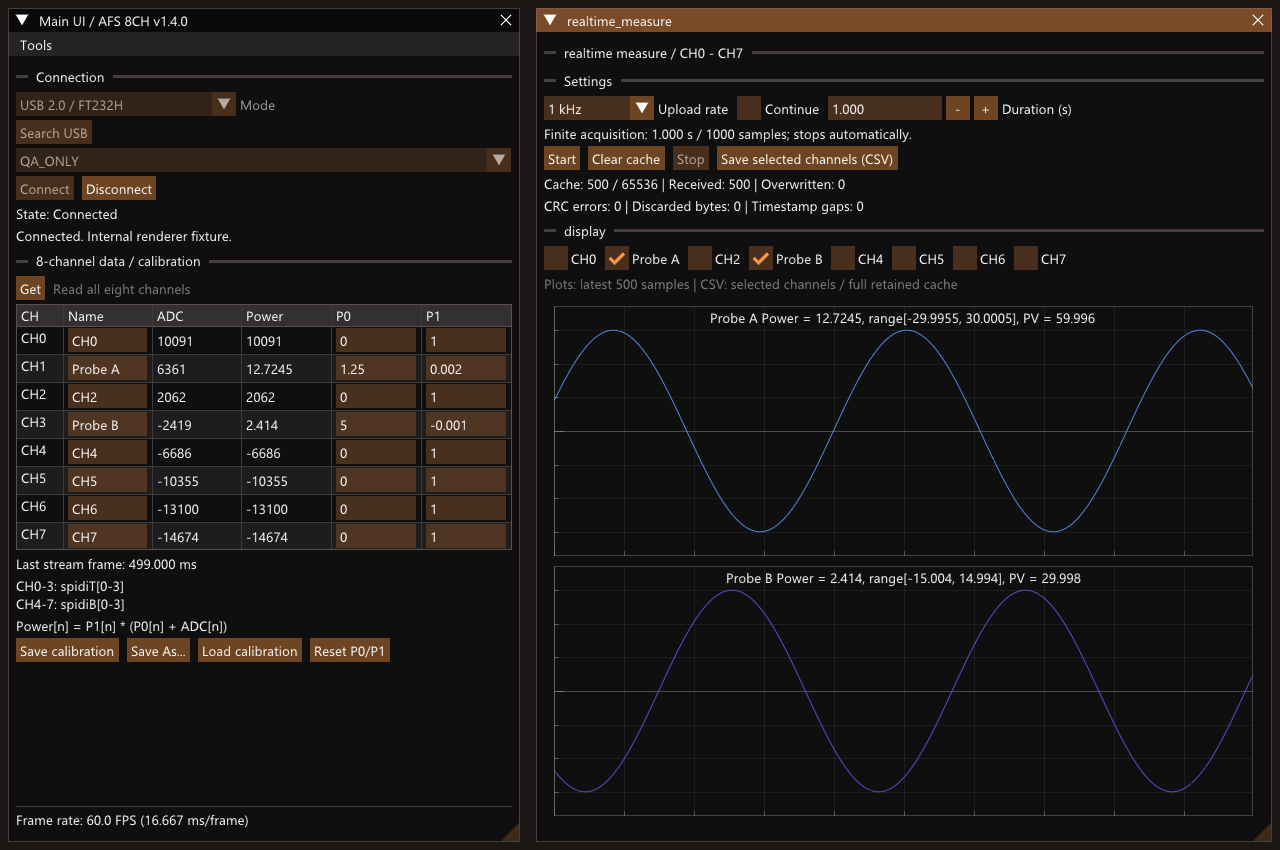 Main UI / AFS 8CH v1.4.0
Tools
Connection
USB 2.0 / FT232H Mode
Search USB
QA_ONLY
Connect Disconnect
State: Connected
Connected. Internal renderer fixture.
8-channel data / calibration
Get Read all eight channels
CH Name ADC Power P0 P1
CH0 CH0 10091 10091 0 1
CH1 Probe A 6361 12.7245 1.25 0.002
CH2 CH2 2062 2062 0 1
CH3 Probe B -2419 2.414 5 -0.001
CH4 CH4 -6686 -6686 0 1
CH5 CH5 -10355 -10355 0 1
CH6 CH6 -13100 -13100 0 1
CH7 CH7 -14674 -14674 0 1
Last stream frame: 499.000 ms
CH0-3: spidiT[0-3]
CH4-7: spidiB[0-3]
Power[n] = P1[n] * (P0[n] + ADC[n])
Save calibration Save As... Load calibration Reset P0/P1
Frame rate: 60.0 FPS (16.667 ms/frame)
realtime_measure
realtime measure / CH0 - CH7
Settings
1 kHz Upload rate Continue 1.000 - + Duration (s)
Finite acquisition: 1.000 s / 1000 samples; stops automatically.
Start Clear cache Stop Save selected channels (CSV)
Cache: 500 / 65536 | Received: 500 | Overwritten: 0
CRC errors: 0 | Discarded bytes: 0 | Timestamp gaps: 0
display
CH0 Probe A CH2 Probe B CH4 CH5 CH6 CH7
Plots: latest 500 samples | CSV: selected channels / full retained cache
Probe A Power = 12.7245, range[-29.9955, 30.0005], PV = 59.996
Probe B Power = 2.414, range[-15.004, 14.994], PV = 29.998